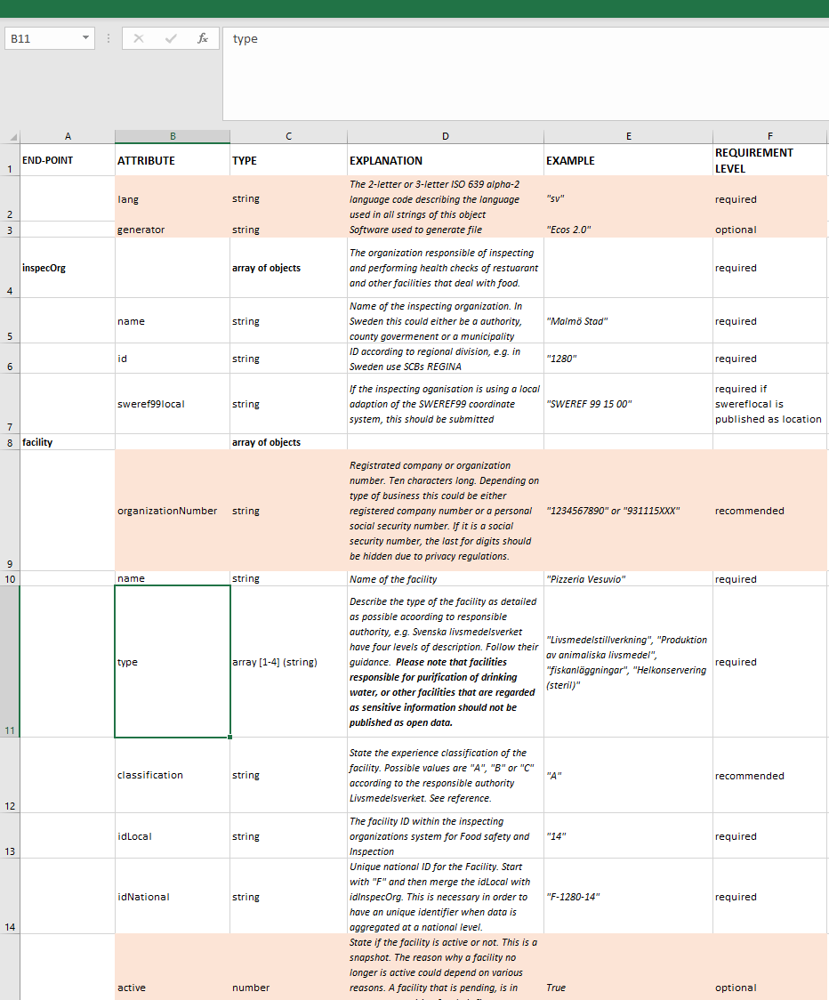 B11
fx
type
A B C D E F
1 END-POINT ATTRIBUTE TYPE EXPLANATION EXAMPLE REQUIREMENT
LEVEL
The 2-letter or 3-letter ISO 639 alpha-2
lang string language code describing the language "sv" required
2 used in all strings of this object
3 generator string Software used to generate file "Ecos 2.0" optional
The organization responsible of inspecting
inspecOrg array of objects and performing health checks of restuarant required
4 and other facilities that deal with food.
Name of the inspecting organization. In
name string Sweden this could either be a authority, "Malmö Stad" required
5 county govermenent or a municipality
id string ID according to regional division, e.g. in "1280" required
6 Sweden use SCBs REGINA
If the inspecting oganisation is using a local required if
sweref99local string adaption of the SWEREF99 coordinate "SWEREF 99 15 00" swereflocal is
7 system, this should be submitted published as location
8 facility array of objects
Registrated company or organization
number. Ten characters long. Depending on
type of business this could be either
organizationNumber string registered company number or a personal "1234567890" or "931115XXX" recommended
social security number. If it is a social
security number, the last for digits should
9 be hidden due to privacy regulations.
10 name string Name of the facility "Pizzeria Vesuvio" required
Describe the type of the facility as detailed
as possible acoording to responsible
authority, e.g. Svenska livsmedelsverket "Livsmedelstillverkning", "Produktion
have four levels of description. Follow their av animaliska livsmedel",
type array [1-4] (string) guidance. Please note that facilities "fiskanläggningar", "Helkonservering required
responsible for purification of drinking (steril)"
water, or other facilities that are regarded
as sensitive information should not be
11 published as open data.
State the experience classification of the
facility. Possible values are "A", "B" or "C"
classification string according to the responsible authority "A" recommended
12 Livsmedelsverket. See reference.
The facility ID within the inspecting
idLocal string organizations system for Food safety and "14" required
13 Inspection
Unique national ID for the Facility. Start
with "F" and then merge the idLocal with
idNational string idInspecOrg. This is necessary in order to "F-1280-14" required
have an unique identifier when data is
14 aggregated at a national level.
State if the facility is active or not. This is a
snapshot. The reason why a facility no
longer is active could depend on various
active number reasons. A facility that is pending, is in True optional